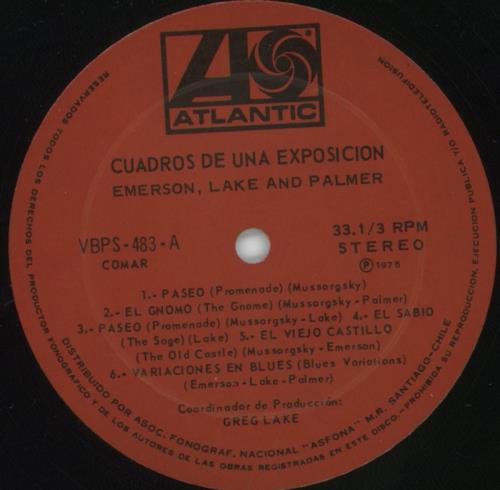 ATLANTIC
CUADROS DE UNA EXPOSICION
EMERSON, LAKE AND PALMER
VBPS - 483 - A
COMAR
33.1/3 RPM
STEREO
Ⓟ 1975
1.- PASEO (Promenade) (Mussorgsky)
2.- EL GNOMO (The Gnome) (Mussorgsky - Palmer)
3.- PASEO (Promenade) (Mussorgsky - Lake) 4.- EL SABIO
(The Soge) (Lake) 5.- EL VIEJO CASTILLO
(The Old Castle) (Mussorgsky - Emerson)
6.- VARIACIONES EN BLUES (Blues Variations)
(Emerson - Lake - Palmer)
Coordinador de Producción:
GREG LAKE
RESERVADOS TODOS LOS DERECHOS DEL PRODUCTOR FONOGRAFICO Y DE LOS AUTORES DE LAS OBRAS REGISTRADAS EN ESTE DISCO.- PROHIBIDA SU REPRODUCCION, EJECUCION PUBLICA Y/O RADIOTELEDIFUSION
DISTRIBUIDO POR ASOC. FONOGRAF. NACIONAL "ASFONA" M.R. SANTIAGO - CHILE